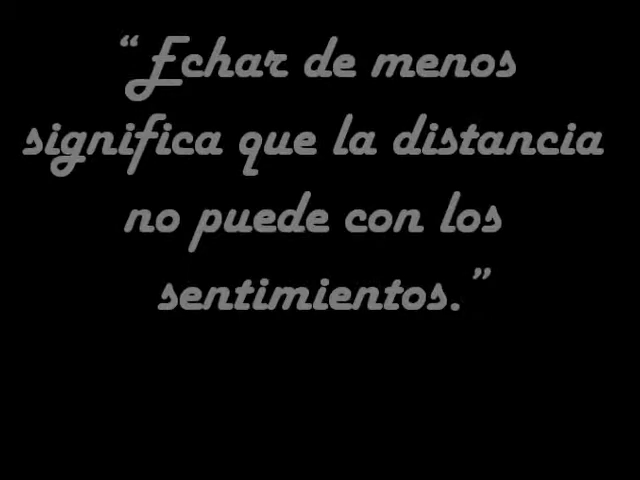 “Echar de menos
significa que la distancia
no puede con los
sentimientos.”